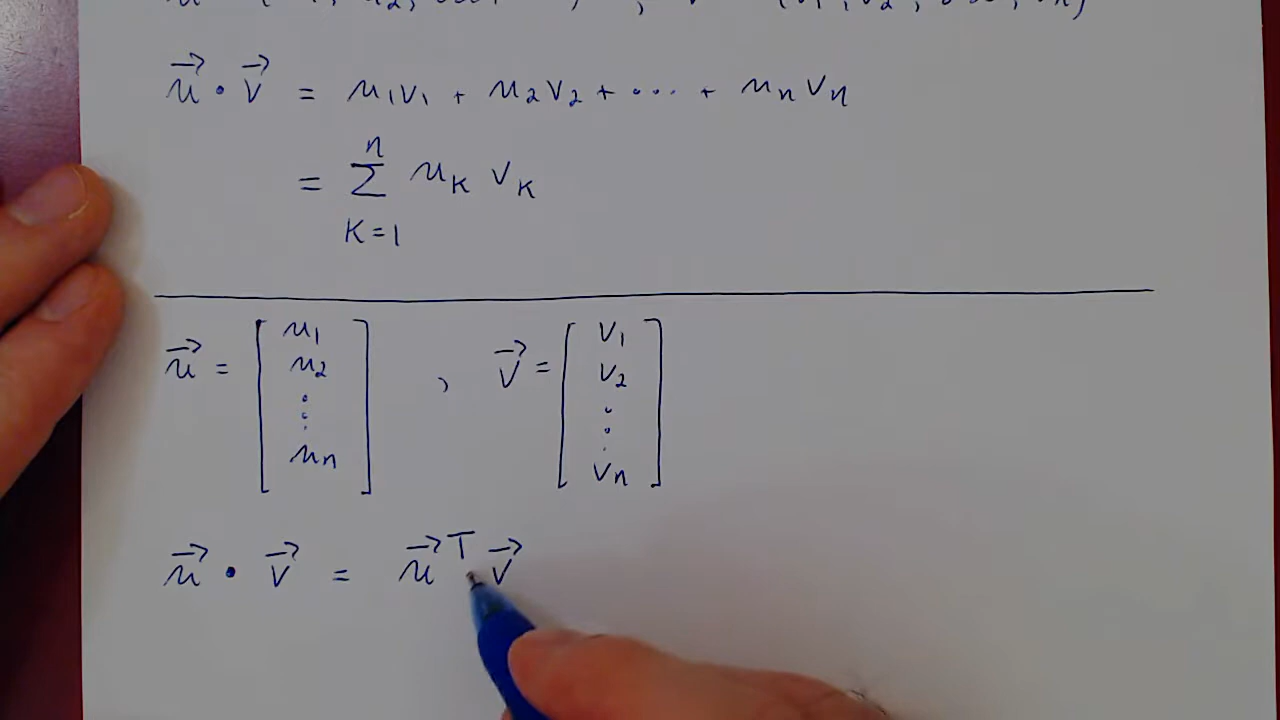 u⃗ · v⃗ = u₁v₁ + u₂v₂ + ··· + uₙvₙ
= Σ uₖ vₖ
n
K=1
u⃗ = [ u₁ u₂ ⋮ uₙ ] , v⃗ = [ v₁ v₂ ⋮ vₙ ]
u⃗ · v⃗ = u⃗ᵀ v⃗